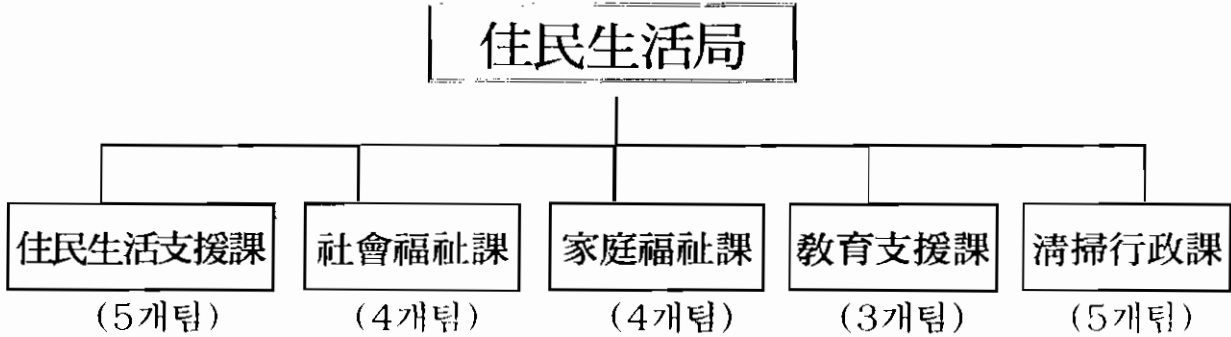 住民生活局
住民生活支援課 社會福祉課 家庭福祉課 敎育支援課 淸掃行政課
(5개팀) (4개팀) (4개팀) (3개팀) (5개팀)